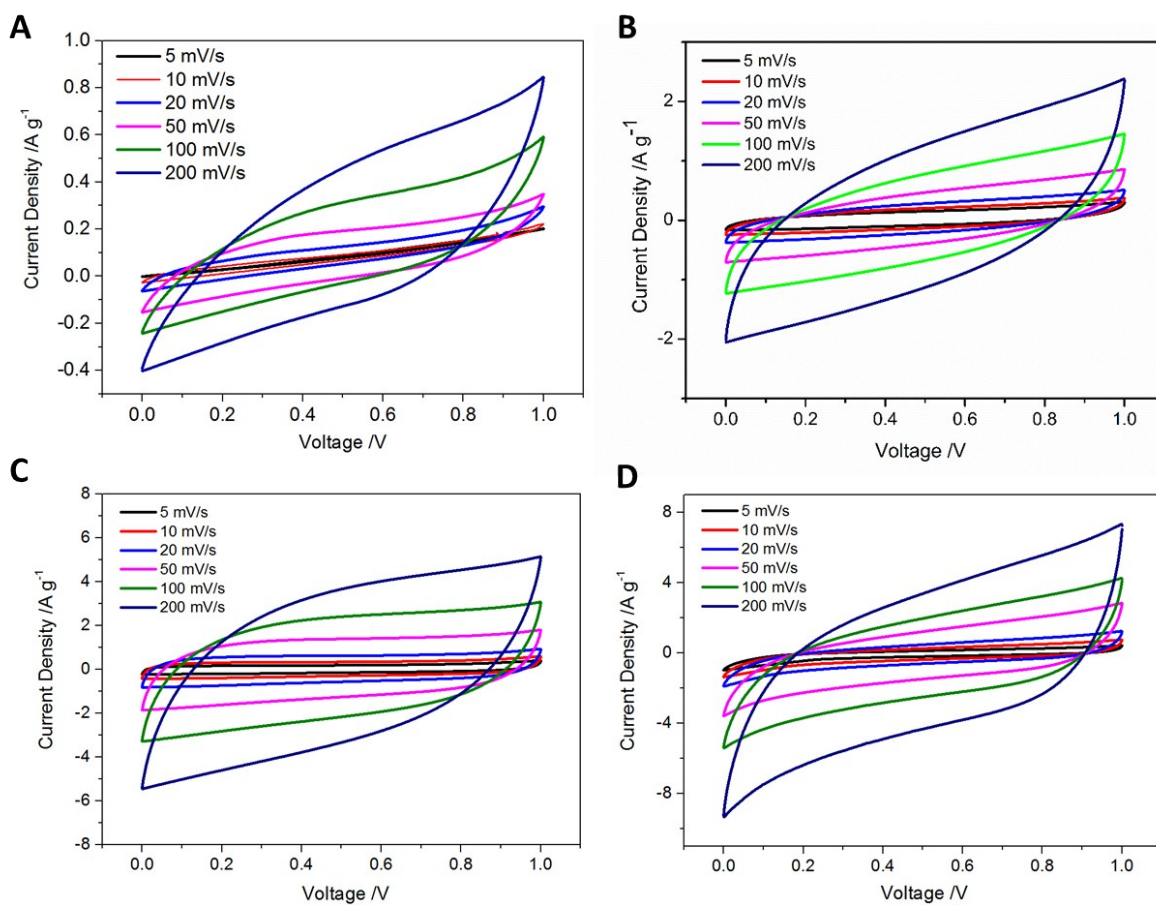 A
1.0
0.8
0.6
0.4
0.2
0.0
-0.2
-0.4
Current Density /A g⁻¹
5 mV/s
10 mV/s
20 mV/s
50 mV/s
100 mV/s
200 mV/s
0.0 0.2 0.4 0.6 0.8 1.0
Voltage /V
B
2
0
-2
Current Density /A g⁻¹
5 mV/s
10 mV/s
20 mV/s
50 mV/s
100 mV/s
200 mV/s
0.0 0.2 0.4 0.6 0.8 1.0
Voltage /V
C
8
6
4
2
0
-2
-4
-6
-8
Current Density /A g⁻¹
5 mV/s
10 mV/s
20 mV/s
50 mV/s
100 mV/s
200 mV/s
0.0 0.2 0.4 0.6 0.8 1.0
Voltage /V
D
8
4
0
-4
-8
Current Density /A g⁻¹
5 mV/s
10 mV/s
20 mV/s
50 mV/s
100 mV/s
200 mV/s
0.0 0.2 0.4 0.6 0.8 1.0
Voltage /V